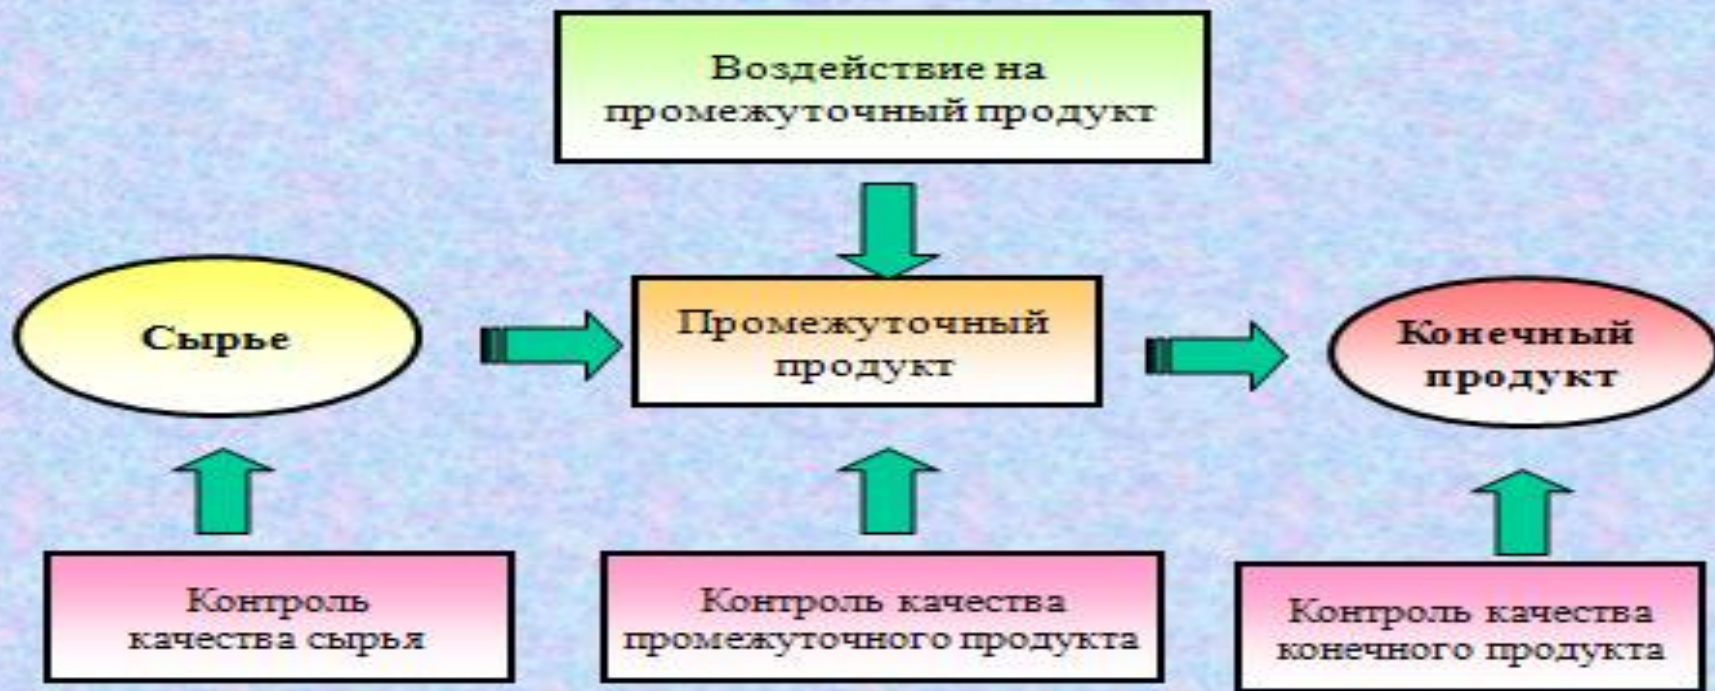 Воздействие на
промежуточный продукт
Сырье
Промежуточный
продукт
Конечный
продукт
Контроль
качества сырья
Контроль качества
промежуточного продукта
Контроль качества
конечного продукта